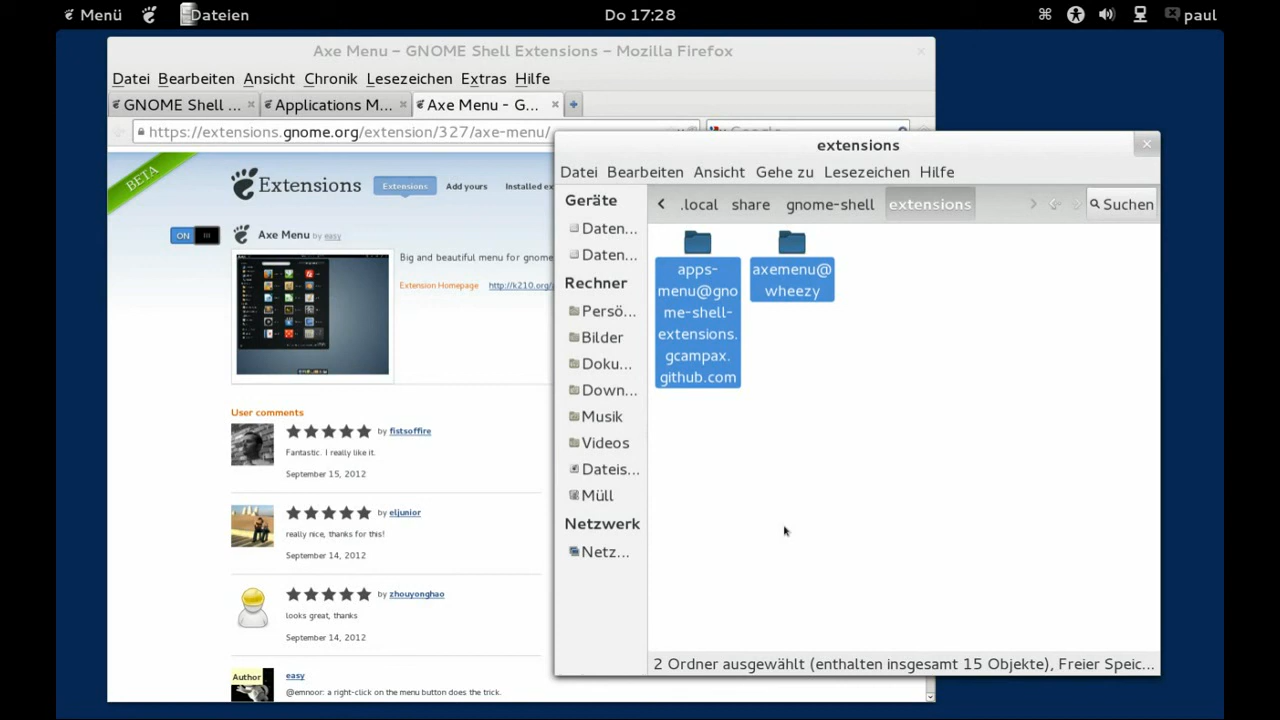 Menü
Dateien
Do 17:28
paul
Axe Menu – GNOME Shell Extensions – Mozilla Firefox
Datei Bearbeiten Ansicht Chronik Lesezeichen Extras Hilfe
GNOME Shell ...
Applications M...
Axe Menu - G...
https://extensions.gnome.org/extension/327/axe-menu/
BETA
Extensions
Extensions
Add yours
Installed ex
ON
Axe Menu by easy
Big and beautiful menu for gnome
Extension Homepage
User comments
by fistsoffire
Fantastic. I really like it.
September 15, 2012
by eljunior
really nice, thanks for this!
September 14, 2012
by zhouyonghao
looks great, thanks
September 14, 2012
Author
easy
@emnoor: a right-click on the menu button does the trick.
extensions
Datei Bearbeiten Ansicht Gehe zu Lesezeichen Hilfe
.local
share
gnome-shell
extensions
Suchen
Geräte
Daten...
Daten...
Rechner
Persö...
Bilder
Doku...
Down...
Musik
Videos
Dateis...
Müll
Netzwerk
Netz...
apps-
menu@gno
me-shell-
extensions.
gcampax.
github.com
axemenu@
wheezy
2 Ordner ausgewählt (enthalten insgesamt 15 Objekte), Freier Speic...